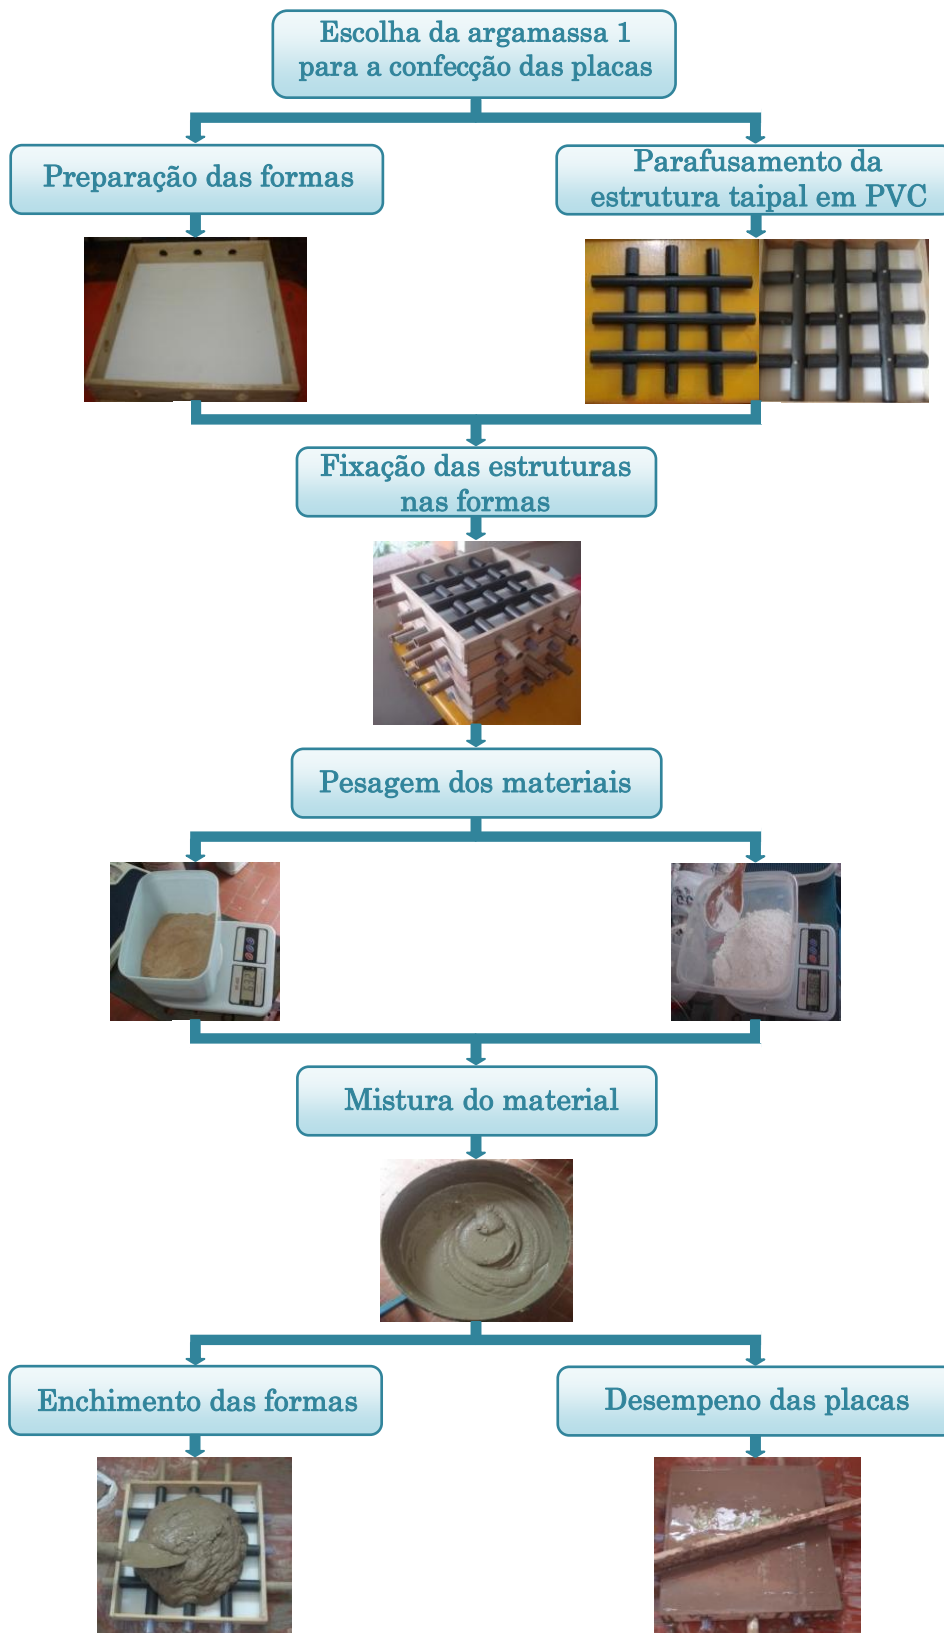 Escolha da argamassa 1
para a confecção das placas
Preparação das formas
Parafusamento da
estrutura taipal em PVC
Fixação das estruturas
nas formas
Pesagem dos materiais
Mistura do material
Enchimento das formas
Desempeno das placas